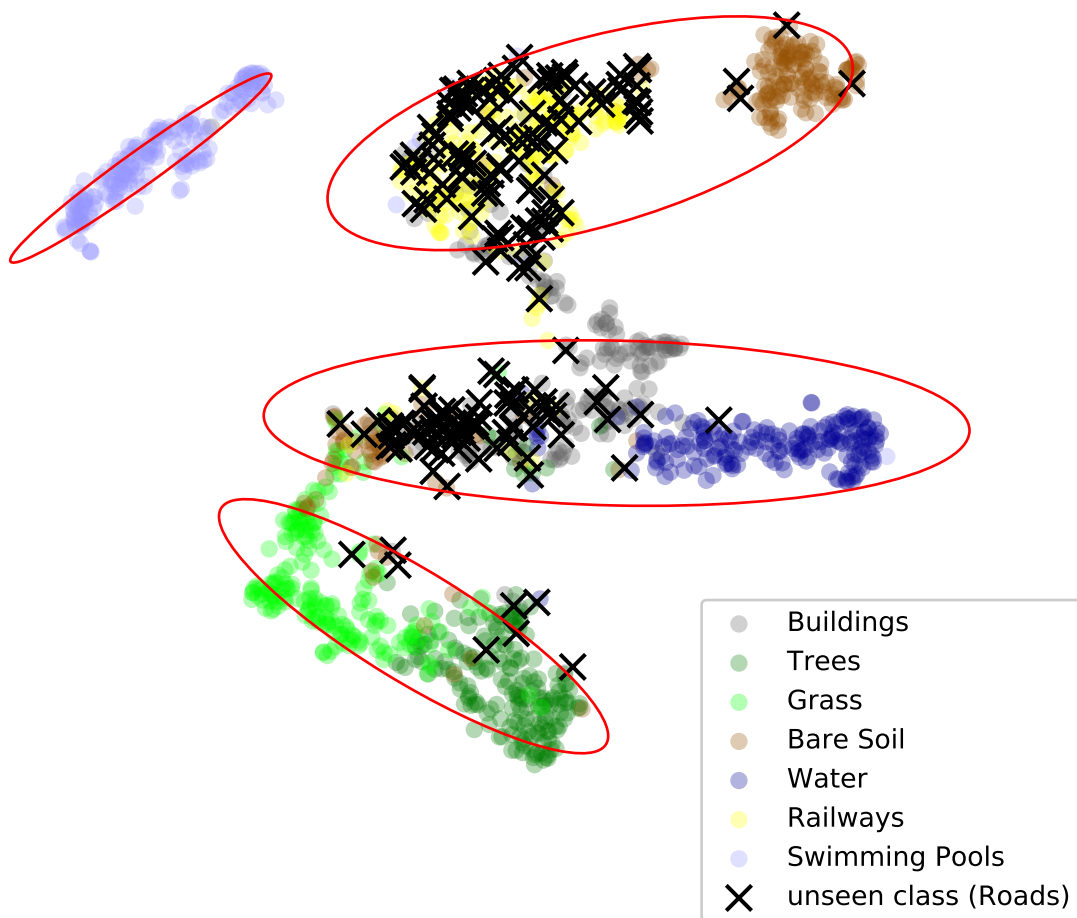 Buildings
Trees
Grass
Bare Soil
Water
Railways
Swimming Pools
unseen class (Roads)